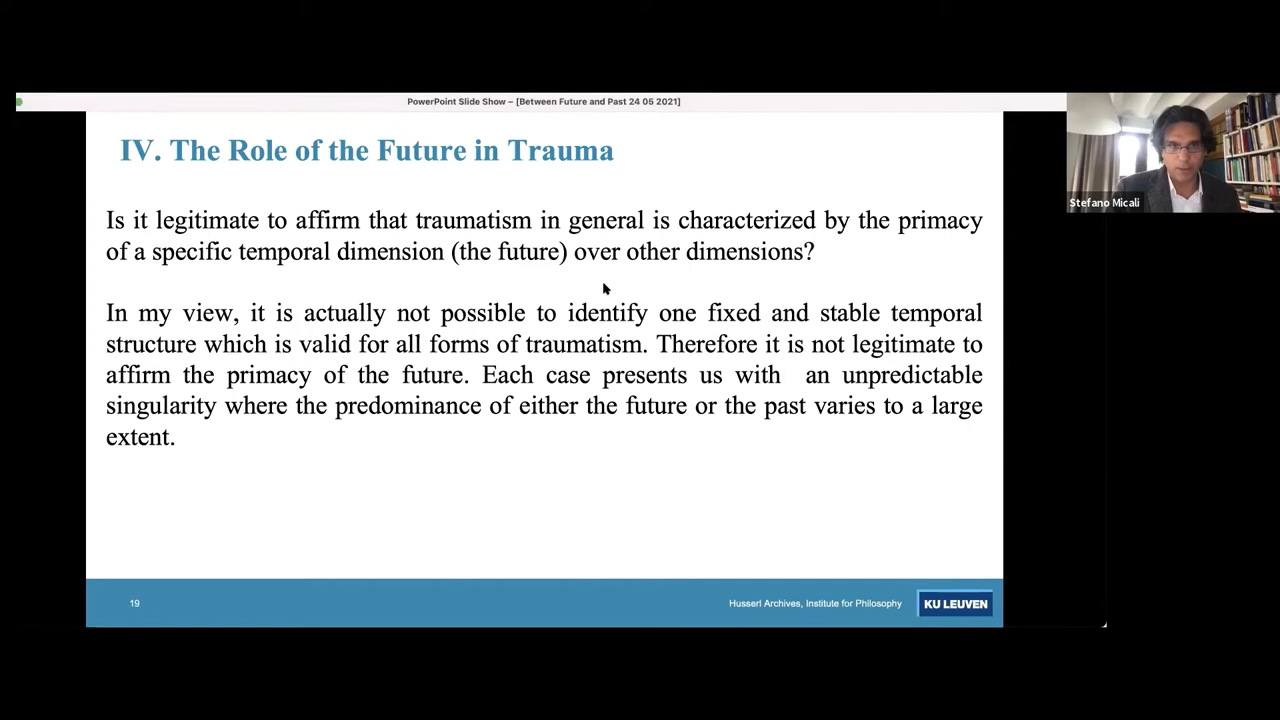 PowerPoint Slide Show – [Between Future and Past 24 05 2021]
IV. The Role of the Future in Trauma
Is it legitimate to affirm that traumatism in general is characterized by the primacy
of a specific temporal dimension (the future) over other dimensions?
In my view, it is actually not possible to identify one fixed and stable temporal
structure which is valid for all forms of traumatism. Therefore it is not legitimate to
affirm the primacy of the future. Each case presents us with an unpredictable
singularity where the predominance of either the future or the past varies to a large
extent.
Stefano Micali
19
Husserl Archives, Institute for Philosophy
KU LEUVEN